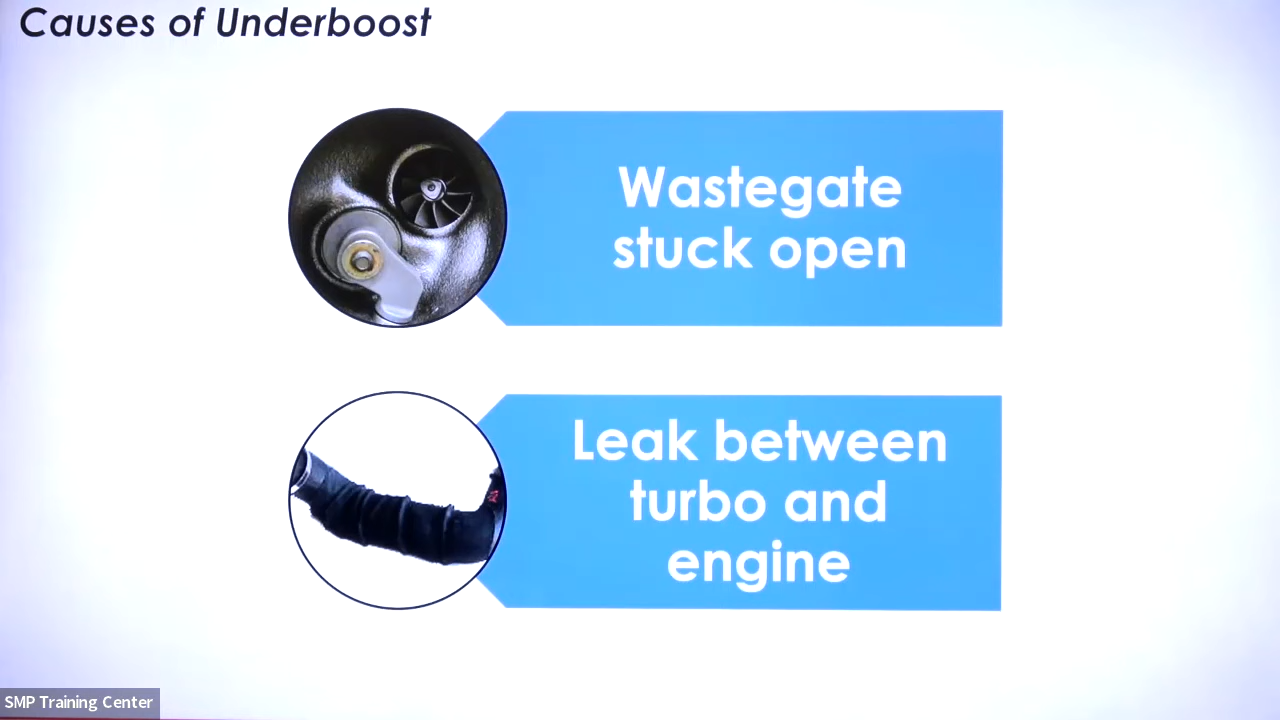 Causes of Underboost
Wastegate
stuck open
Leak between
turbo and
engine
SMP Training Center